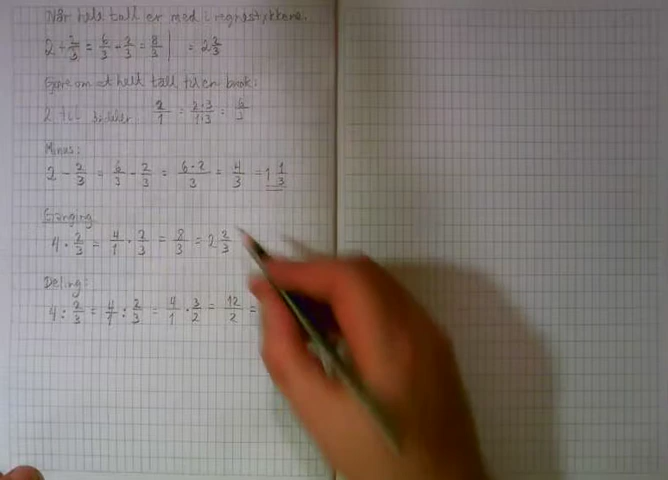 Når hele tall er med i regnestykkene.
2 + 2/3 = 6/3 + 2/3 = 8/3 | = 2 2/3
Gjøre om et helt tall til en brøk:
2 til 2/1 = 2·3/1·3 = 6/3
Minus:
2 - 2/3 = 6/3 - 2/3 = 6-2/3 = 4/3 = 1 1/3
Ganging
4 · 2/3 = 4/1 · 2/3 = 8/3 = 2 2/3
Deling:
4 : 2/3 = 4/1 : 2/3 = 4/1 · 3/2 = 12/2 =